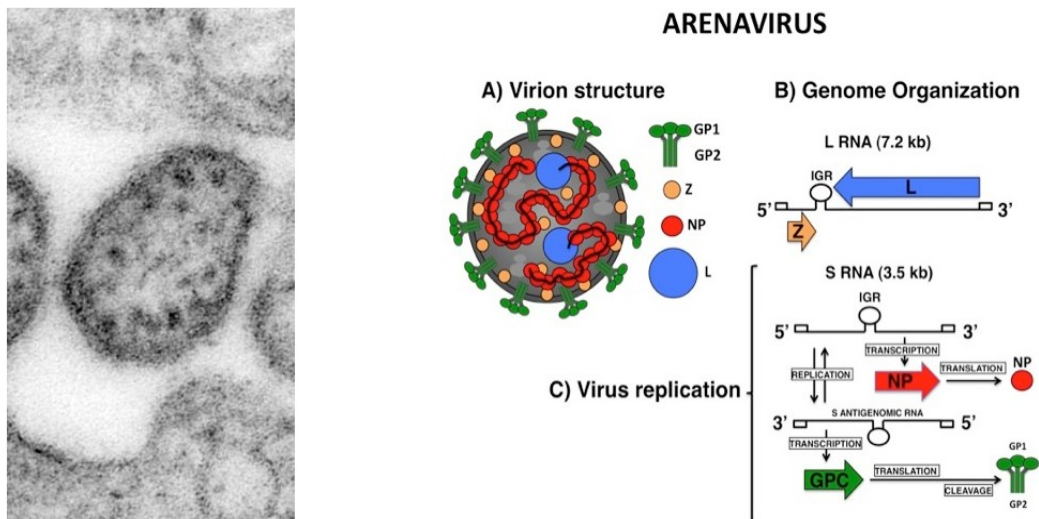 ARENAVIRUS
A) Virion structure
GP1
GP2
Z
NP
L
B) Genome Organization
L RNA (7.2 kb)
IGR
L
5’ 3’
Z
S RNA (3.5 kb)
IGR
5’ 3’
TRANSCRIPTION
REPLICATION
NP
TRANSLATION
NP
C) Virus replication
S ANTIGENOMIC RNA
3’ 5’
TRANSCRIPTION
GPC
TRANSLATION
CLEAVAGE
GP1
GP2